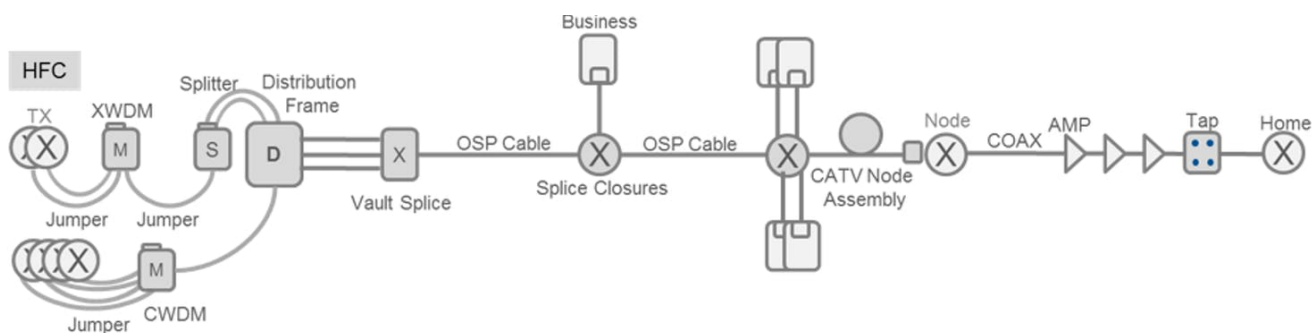 Business
HFC
Splitter
Distribution
Frame
TX
XWDM
X X
M
S
D
X
OSP Cable
X
OSP Cable
X
Node
X
COAX
AMP
Tap
Home
X
Splice Closures
CATV Node
Assembly
Vault Splice
Jumper
Jumper
X X X X
M
CWDM
Jumper